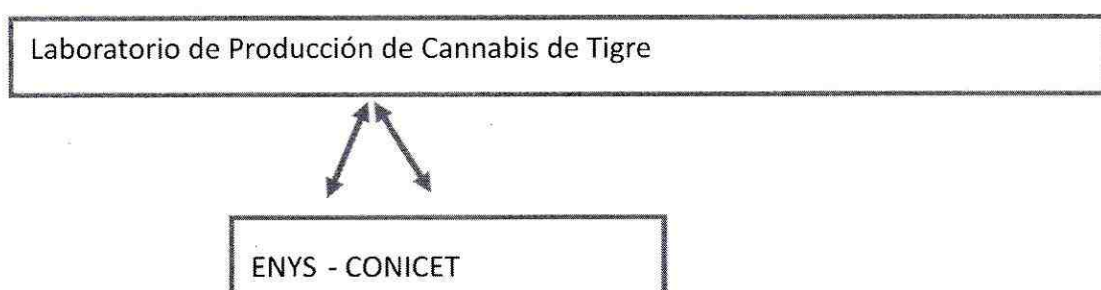 Laboratorio de Producción de Cannabis de Tigre
ENYS - CONICET